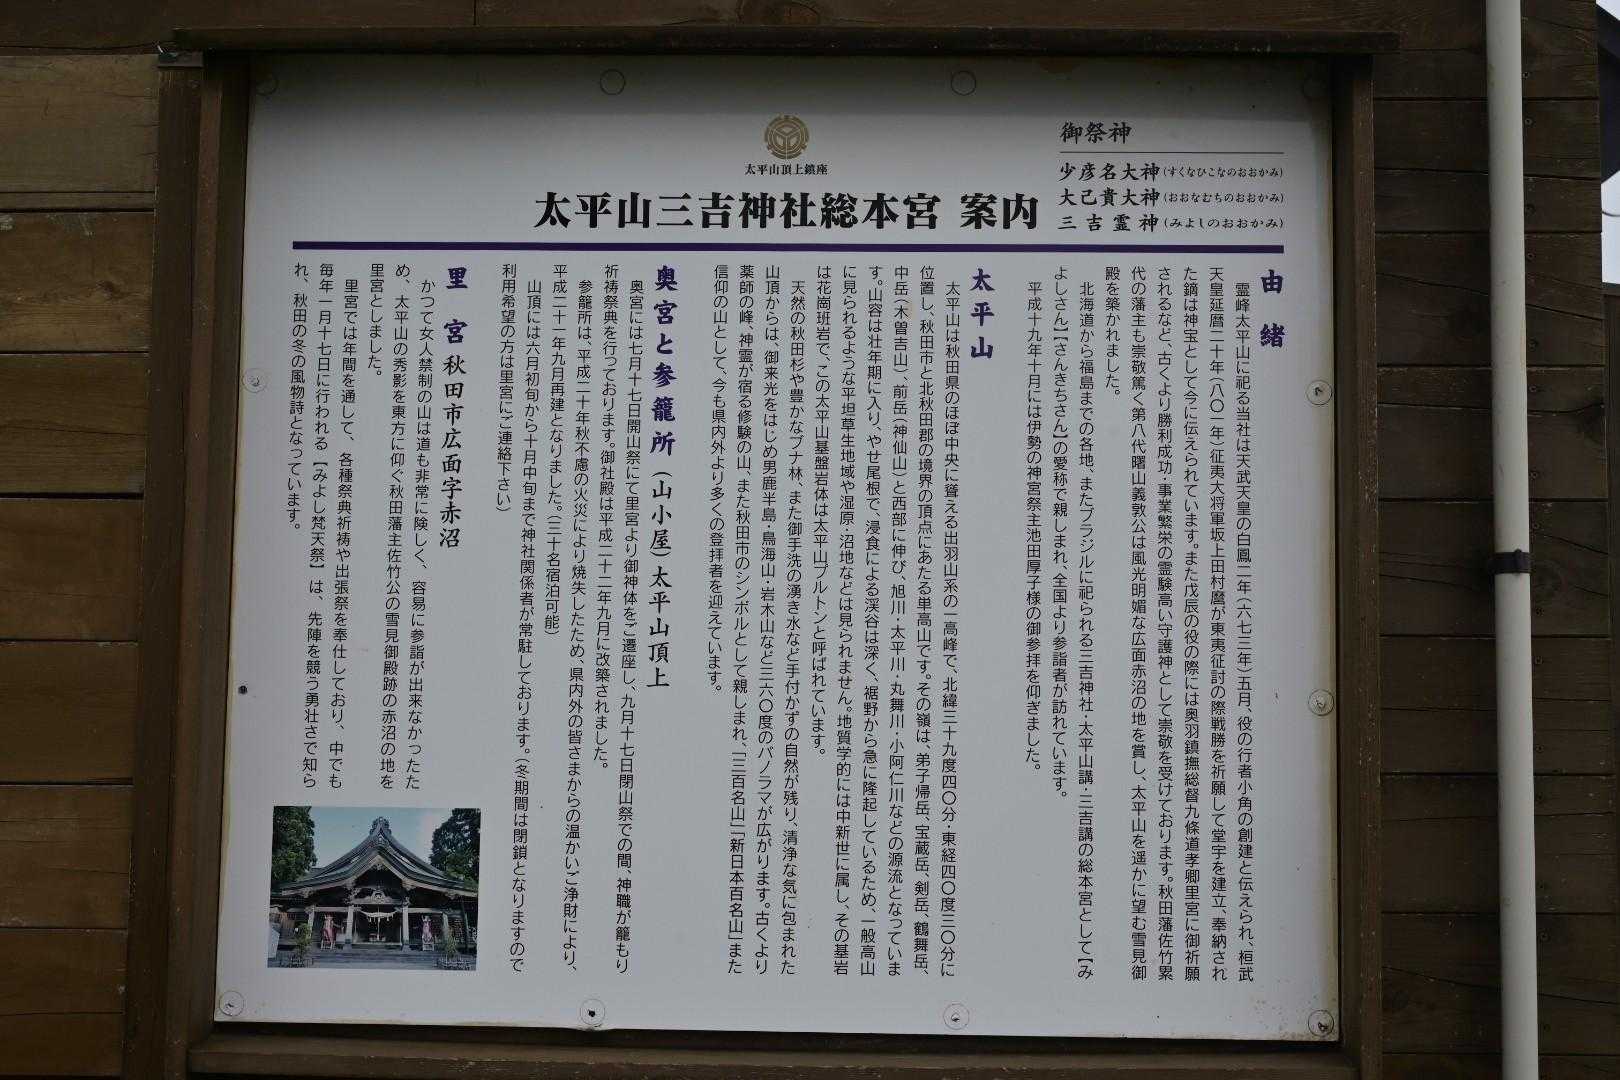 太平山頂上鎮座
太平山三吉神社総本宮 案内
御祭神
少彦名大神(すくなひこなのおおかみ)
大己貴大神(おおなむちのおおかみ)
三吉霊神(みよしのおおかみ)
由緒
霊峰太平山に祀る当社は天武天皇の白鳳二年(六七三年)五月、役の行者小角の創建と伝えられ、桓武
天皇延暦二十年(八〇一年)征夷大将軍坂上田村麿が東夷征討の際戦勝を祈願して堂宇を建立、奉納され
た鏑は神宝として今に伝えられています。また戊辰の役の際には奥羽鎮撫総督九條道孝卿里宮に御祈願
されるなど、古くより勝利成功・事業繁栄の霊験高い守護神として崇敬を受けております。秋田藩佐竹累
代の藩主も崇敬篤く第八代曙山義敦公は風光明媚な広面赤沼の地を賞し、太平山を遥かに望む雪見御
殿を築かれました。
北海道から福島までの各地、またブラジルに祀られる三吉神社・太平山講・三吉講の総本宮として【み
よしさん】【さんきちさん】の愛称で親しまれ、全国より参詣者が訪れています。
平成十九年十月には伊勢の神宮祭主池田厚子様の御参拝を仰ぎました。
太平山
太平山は秋田県のほぼ中央に聳える出羽山系の一高峰で、北緯三十九度四〇分・東経四〇度三〇分に
位置し、秋田市と北秋田郡の境界の頂点にあたる単高山です。その嶺は、弟子帰岳、宝蔵岳、剣岳、鶴舞岳、
中岳(木曽吉山)、前岳(神仙山)と西部に伸び、旭川・太平川・丸舞川・小阿仁川などの源流となっていま
す。山容は壮年期に入り、やせ尾根で、浸食による渓谷は深く、裾野から急に隆起しているため、一般高山
に見られるような平坦草生地域や湿原・沼地などは見られません。地質学的には中新世に属し、その基岩
は花崗班岩で、この太平山基盤岩体は太平山プルトンと呼ばれています。
天然の秋田杉や豊かなブナ林、また御手洗の湧き水など手付かずの自然が残り、清浄な気に包まれた
山頂からは、御来光をはじめ男鹿半島・鳥海山・岩木山など三六〇度のパノラマが広がります。古くより
薬師の峰、神霊が宿る修験の山、また秋田市のシンボルとして親しまれ、「三百名山」「新日本百名山」また
信仰の山として、今も県内外より多くの登拝者を迎えています。
奥宮と参籠所(山小屋)太平山頂上
奥宮には七月十七日開山祭にて里宮より御神体をご遷座し、九月十七日閉山祭での間、神職が籠もり
祈祷祭典を行っております。御社殿は平成二十二年九月に改築されました。
参籠所は、平成二十年秋不慮の火災により焼失したため、県内外の皆さまからの温かいご浄財により、
平成二十一年九月再建となりました。(三十名宿泊可能)
山頂には六月初旬から十月中旬まで神社関係者が常駐しております。(冬期間は閉鎖となりますので
利用希望の方は里宮にご連絡下さい)
里宮 秋田市広面字赤沼
かつて女人禁制の山は道も非常に険しく、容易に参詣が出来なかったた
め、太平山の秀影を東方に仰ぐ秋田藩主佐竹公の雪見御殿跡の赤沼の地を
里宮としました。
里宮では年間を通して、各種祭典祈祷や出張祭を奉仕しており、中でも
毎年一月十七日に行われる【みよし梵天祭】は、先陣を競う勇壮さで知ら
れ、秋田の冬の風物詩となっています。